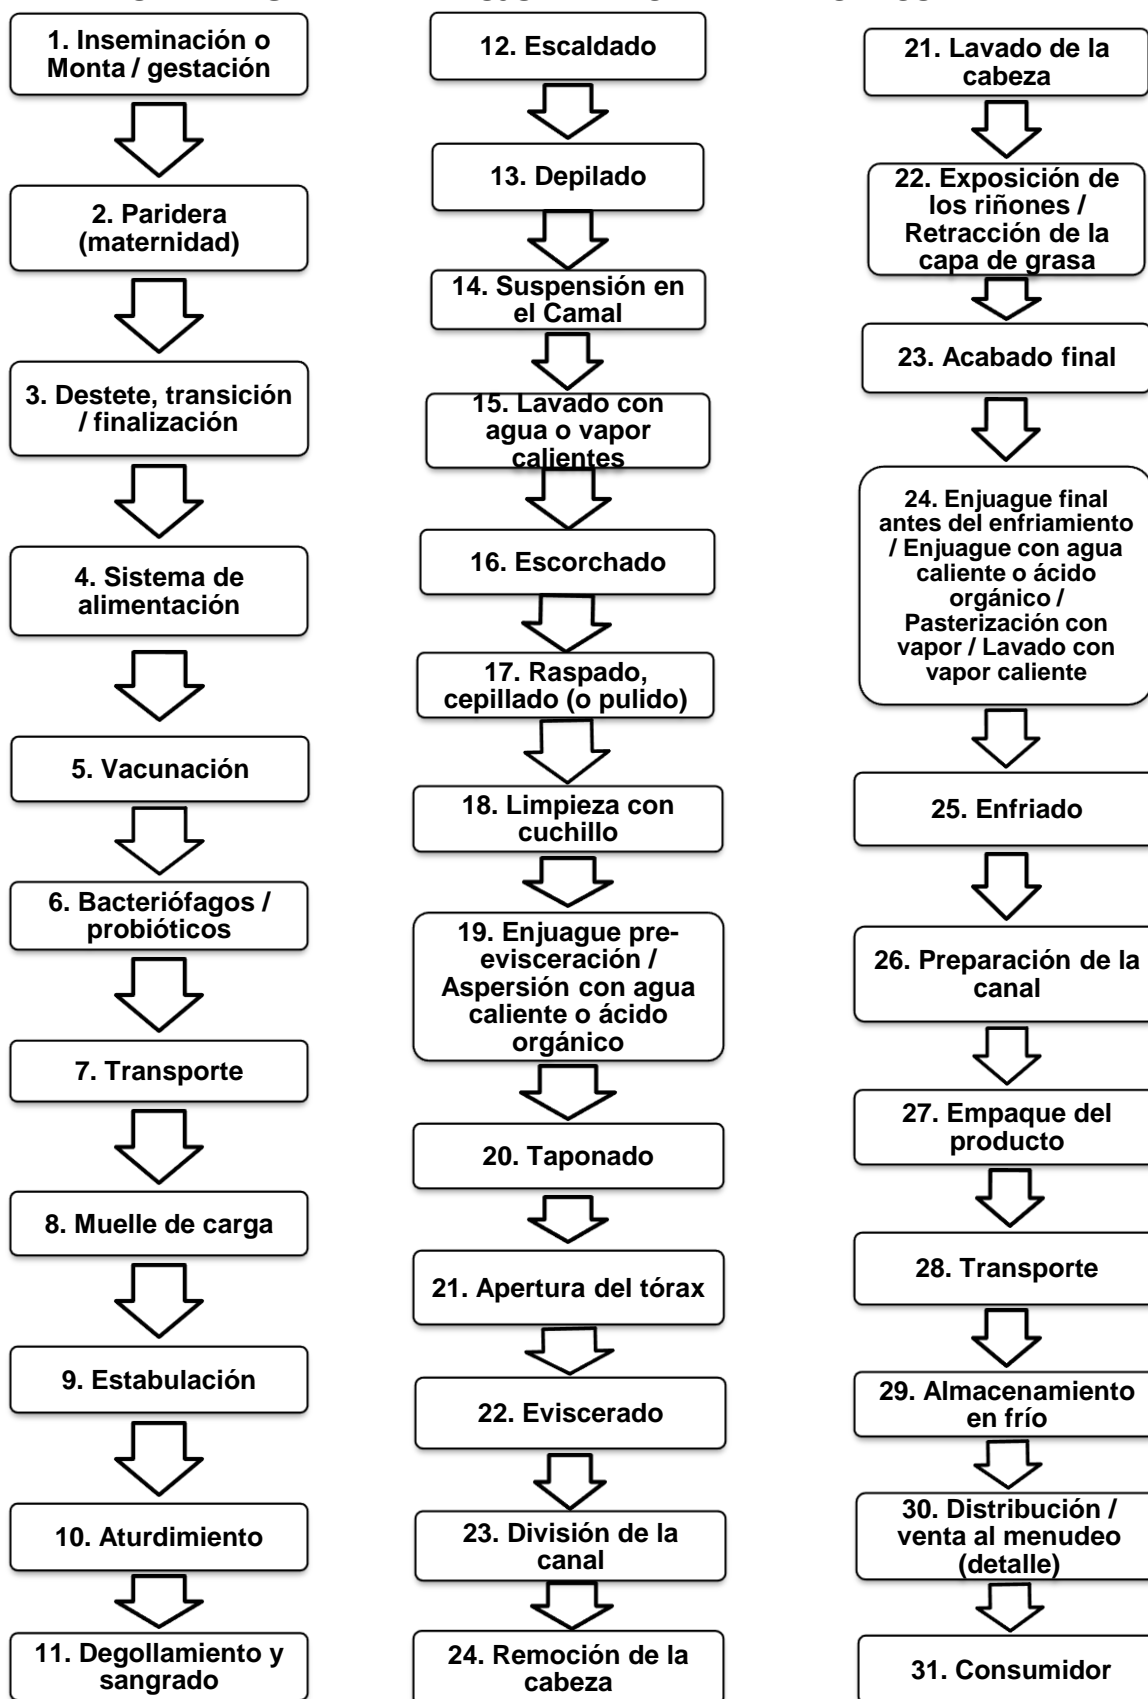 1. Inseminación o
Monta / gestación
2. Paridera
(maternidad)
3. Destete, transición
/ finalización
4. Sistema de
alimentación
5. Vacunación
6. Bacteriófagos /
probióticos
7. Transporte
8. Muelle de carga
9. Estabulación
10. Aturdimiento
11. Degollamiento y
sangrado
12. Escaldado
13. Depilado
14. Suspensión en
el Camal
15. Lavado con
agua o vapor
calientes
16. Escorchado
17. Raspado,
cepillado (o pulido)
18. Limpieza con
cuchillo
19. Enjuague pre-
evisceración /
Aspersión con agua
caliente o ácido
orgánico
20. Taponado
21. Apertura del tórax
22. Eviscerado
23. División de la
canal
24. Remoción de la
cabeza
21. Lavado de la
cabeza
22. Exposición de
los riñones /
Retracción de la
capa de grasa
23. Acabado final
24. Enjuague final
antes del enfriamiento
/ Enjuague con agua
caliente o ácido
orgánico /
Pasterización con
vapor / Lavado con
vapor caliente
25. Enfriado
26. Preparación de la
canal
27. Empaque del
producto
28. Transporte
29. Almacenamiento
en frío
30. Distribución /
venta al menudeo
(detalle)
31. Consumidor